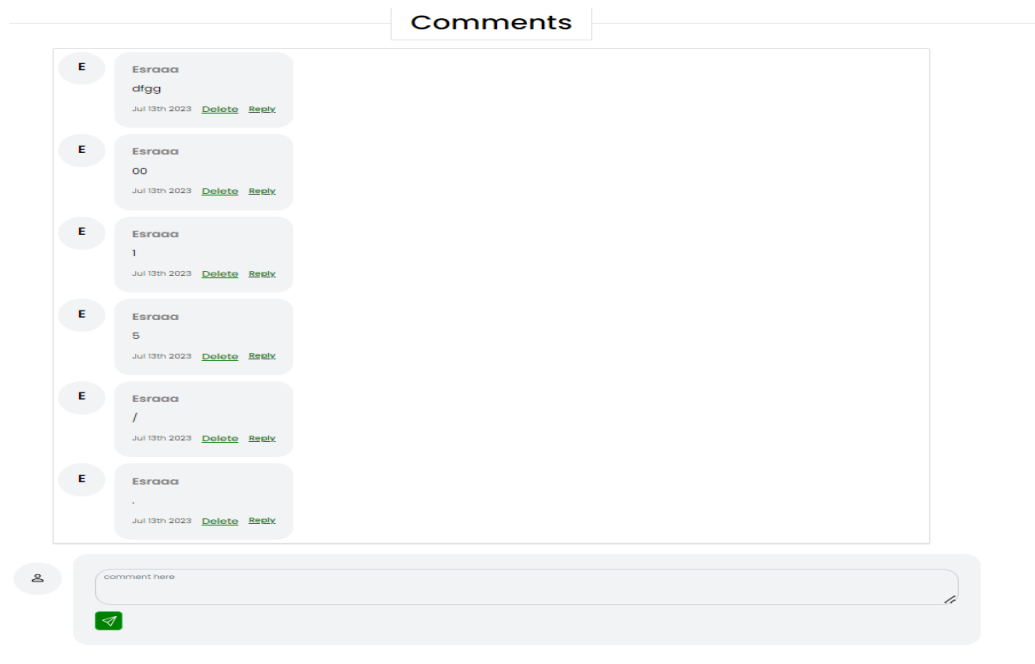 Comments
E
Esraaa
dfgg
Jul 13th 2023 Delete Reply
E
Esraaa
00
Jul 13th 2023 Delete Reply
E
Esraaa
1
Jul 13th 2023 Delete Reply
E
Esraaa
5
Jul 13th 2023 Delete Reply
E
Esraaa
/
Jul 13th 2023 Delete Reply
E
Esraaa
.
Jul 13th 2023 Delete Reply
comment here